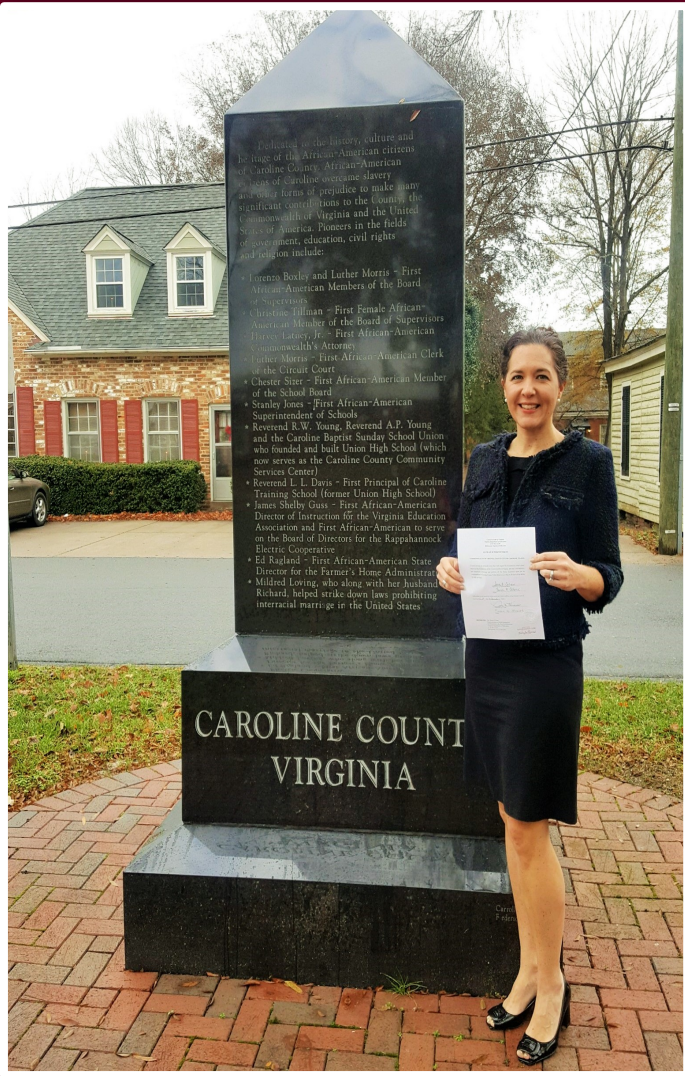 Dedicated to the history, culture and
heritage of the African-American citizens
of Caroline County. African-American
citizens of Caroline overcame slavery
and other forms of prejudice to make many
significant contributions to the County, the
Commonwealth of Virginia and the United
States of America. Pioneers in the fields
of government, education, civil rights
and religion include:
• Lorenzo Boxley and Luther Morris - First
African-American Members of the Board
of Supervisors
• Christine Tillman - First Female African-
American Member of the Board of Supervisors
• Harvey Latney, Jr. - First African-American
Commonwealth's Attorney
• Luther Morris - First African-American Clerk
of the Circuit Court
• Chester Sizer - First African-American Member
of the School Board
• Stanley Jones - First African-American
Superintendent of Schools
• Reverend R.W. Young, Reverend A.P. Young
and the Caroline Baptist Sunday School Union
who founded and built Union High School (which
now serves as the Caroline County Community
Services Center)
• Reverend L. L. Davis - First Principal of Caroline
Training School (former Union High School)
• James Shelby Guss - First African-American
Director of Instruction for the Virginia Education
Association and First African-American to serve
on the Board of Directors for the Rappahannock
Electric Cooperative
• Ed Ragland - First African-American State
Director for the Farmer's Home Administrat
• Mildred Loving, who along with her husband
Richard, helped strike down laws prohibiting
interracial marriage in the United States
CAROLINE COUNT
VIRGINIA